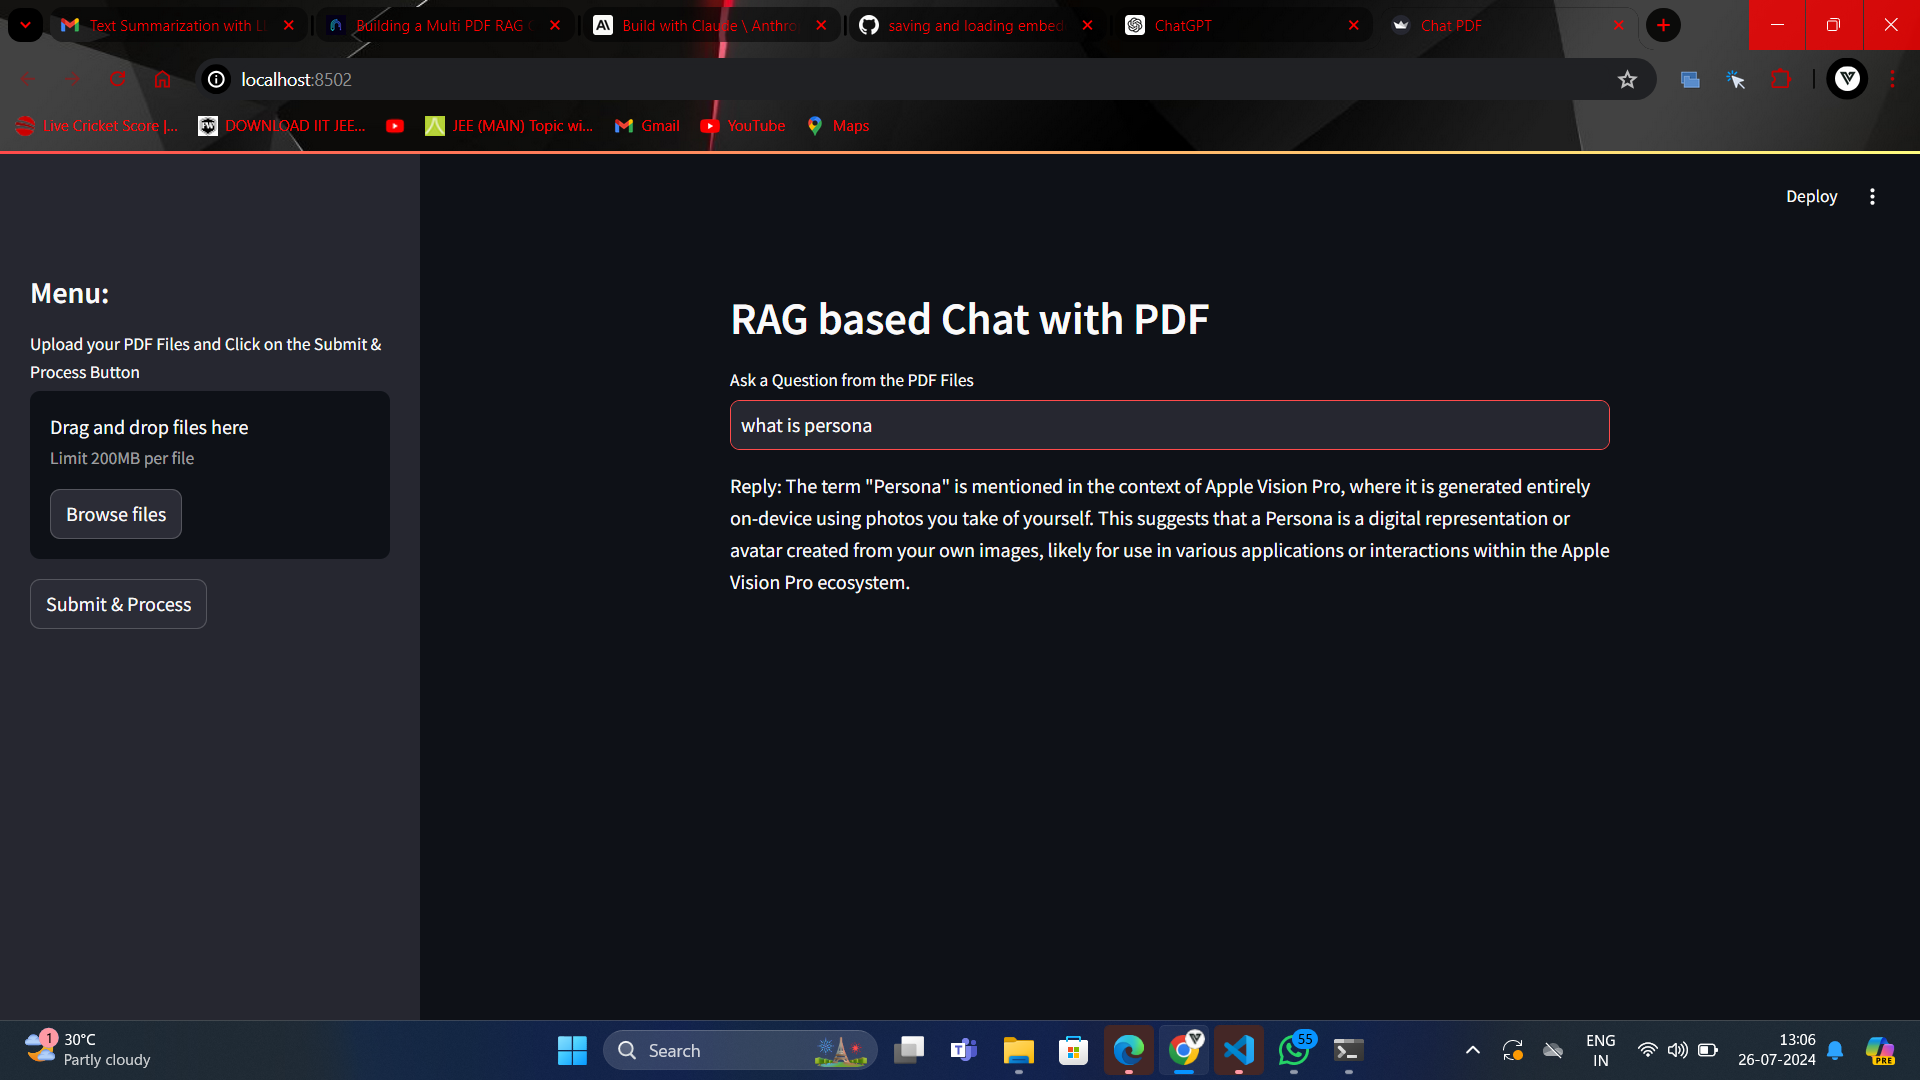 Text Summarization with Ll
Building a Multi PDF RAG
Build with Claude \ Anthro
saving and loading embed
ChatGPT
Chat PDF
localhost:8502
Live Cricket Score |...
DOWNLOAD IIT JEE...
JEE (MAIN) Topic wi...
Gmail
YouTube
Maps
Deploy
Menu:
Upload your PDF Files and Click on the Submit &
Process Button
Drag and drop files here
Limit 200MB per file
Browse files
Submit & Process
RAG based Chat with PDF
Ask a Question from the PDF Files
what is persona
Reply: The term "Persona" is mentioned in the context of Apple Vision Pro, where it is generated entirely
on-device using photos you take of yourself. This suggests that a Persona is a digital representation or
avatar created from your own images, likely for use in various applications or interactions within the Apple
Vision Pro ecosystem.
1
30°C
Partly cloudy
Search
55
ENG
IN
13:06
26-07-2024
PRE